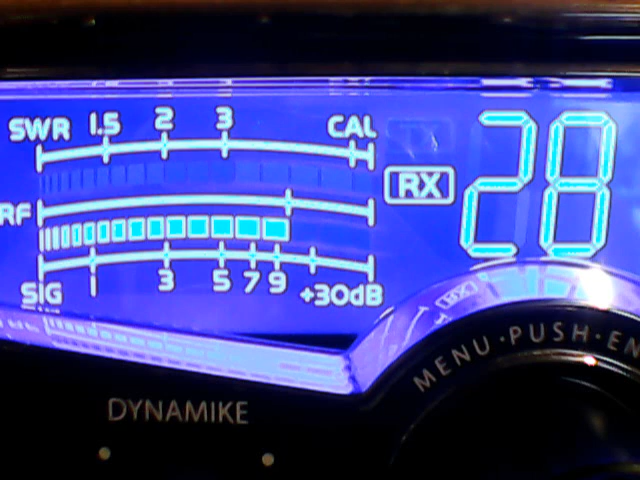 SWR 1.5 2 3 CAL
RX 28
RF
1 3 5 7 9 +30dB
SIG
MENU·PUSH·EN
DYNAMIKE